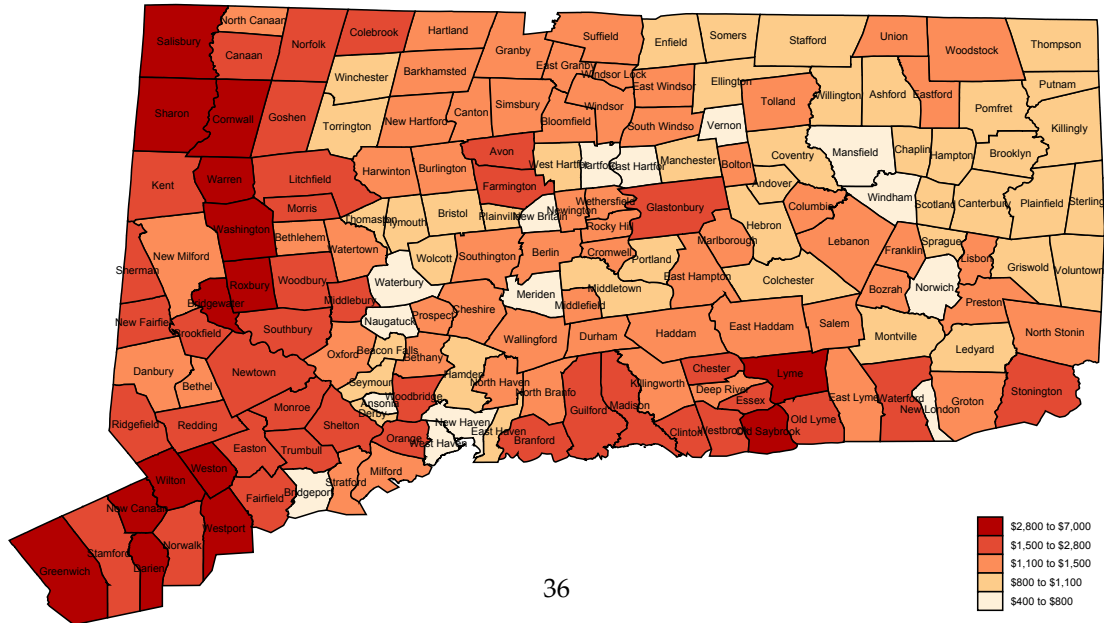 Salisbury
North Canaan
Canaan
Norfolk
Colebrook
Hartland
Granby
Suffield
East Granby
Windsor Lock
Enfield
Somers
Stafford
Union
Woodstock
Thompson
Putnam
Sharon
Cornwall
Goshen
Winchester
Torrington
Barkhamsted
New Hartford
Canton
Simsbury
Bloomfield
Windsor
East Windsor
South Windso
Ellington
Vernon
Tolland
Willington
Ashford
Eastford
Pomfret
Killingly
Kent
Warren
Litchfield
Morris
Harwinton
Burlington
Avon
Farmington
West Hartfor
Hartford
East Hartfor
Manchester
Bolton
Coventry
Andover
Mansfield
Chaplin
Hampton
Brooklyn
Windham
Scotland
Canterbury
Plainfield
Sterling
Washington
Bethlehem
Watertown
Thomaston
Plymouth
Bristol
Plainville
New Britain
Newington
Wethersfield
Rocky Hill
Glastonbury
Hebron
Columbia
Marlborough
Lebanon
Franklin
Sprague
Lisbon
Griswold
Voluntown
New Milford
Sherman
Roxbury
Bridgewater
Woodbury
Middlebury
Waterbury
Wolcott
Southington
Berlin
Cromwell
Portland
Middletown
East Hampton
Colchester
Bozrah
Norwich
Preston
New Fairfie
Brookfield
Southbury
Naugatuck
Prospect
Cheshire
Meriden
Middlefield
Durham
Haddam
East Haddam
Salem
Montville
Ledyard
North Stonin
Danbury
Bethel
Newtown
Oxford
Beacon Falls
Bethany
Seymour
Hamden
Wallingford
North Haven
North Branfo
Killingworth
Chester
Deep River
Essex
Lyme
East Lyme
Waterford
New London
Groton
Stonington
Ridgefield
Redding
Monroe
Shelton
Ansonia
Derby
Woodbridge
Orange
New Haven
West Haven
East Haven
Branford
Guilford
Madison
Clinton
Westbrook
Old Saybrook
Old Lyme
Easton
Trumbull
Milford
Stratford
Bridgeport
Fairfield
Weston
Wilton
New Canaan
Westport
Norwalk
Stamford
Darien
Greenwich
$2,800 to $7,000
$1,500 to $2,800
$1,100 to $1,500
$800 to $1,100
$400 to $800
36